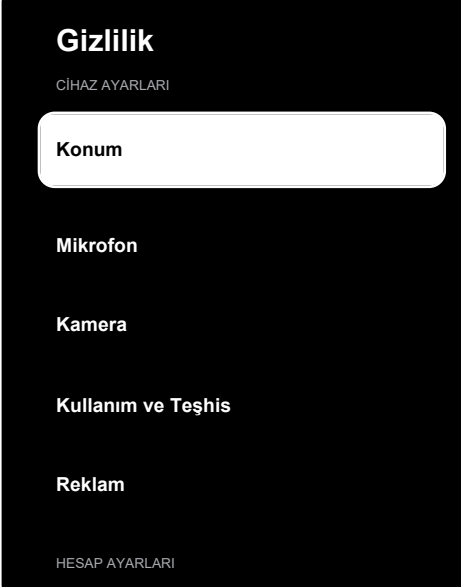 Gizlilik
CİHAZ AYARLARI
Konum
Mikrofon
Kamera
Kullanım ve Teşhis
Reklam
HESAP AYARLARI